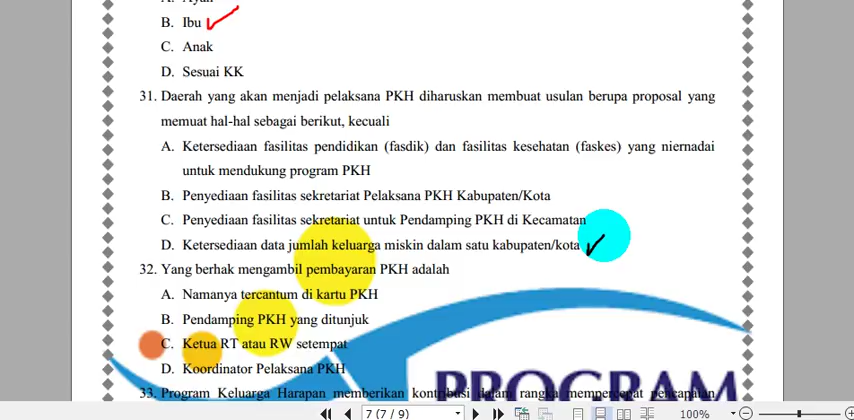 A. Ayah
B. Ibu
C. Anak
D. Sesuai KK
31. Daerah yang akan menjadi pelaksana PKH diharuskan membuat usulan berupa proposal yang
memuat hal-hal sebagai berikut, kecuali
A. Ketersediaan fasilitas pendidikan (fasdik) dan fasilitas kesehatan (faskes) yang niernadai
untuk mendukung program PKH
B. Penyediaan fasilitas sekretariat Pelaksana PKH Kabupaten/Kota
C. Penyediaan fasilitas sekretariat untuk Pendamping PKH di Kecamatan
D. Ketersediaan data jumlah keluarga miskin dalam satu kabupaten/kota
32. Yang berhak mengambil pembayaran PKH adalah
A. Namanya tercantum di kartu PKH
B. Pendamping PKH yang ditunjuk
C. Ketua RT atau RW setempat
D. Koordinator Pelaksana PKH
PROGRAM
33. Program Keluarga Harapan memberikan kontribusi dalam rangka mempercepat pencapaian
7 (7 / 9)
100%